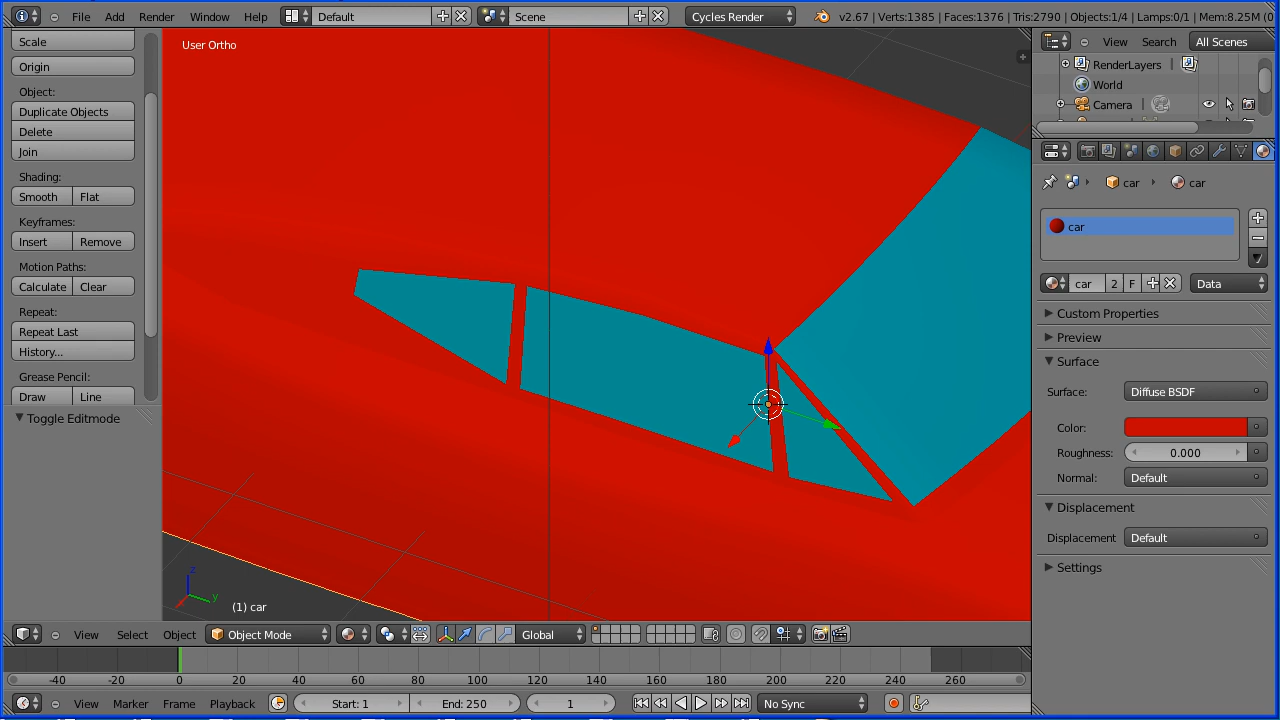 File Add Render Window Help Default Scene Cycles Render v2.67 | Verts:1385 | Faces:1376 | Tris:2790 | Objects:1/4 | Lamps:0/1 | Mem:8.25M (0
Scale
Origin
Object:
Duplicate Objects
Delete
Join
Shading:
Smooth Flat
Keyframes:
Insert Remove
Motion Paths:
Calculate Clear
Repeat:
Repeat Last
History...
Grease Pencil:
Draw Line
Toggle Editmode
User Ortho
z
y
x
(1) car
View Search All Scenes
RenderLayers
World
Camera
car car
car
car 2 F Data
Custom Properties
Preview
Surface
Surface: Diffuse BSDF
Color:
Roughness: 0.000
Normal: Default
Displacement
Displacement Default
Settings
View Select Object Object Mode Global
-40 -20 0 20 40 60 80 100 120 140 160 180 200 220 240 260
View Marker Frame Playback Start: 1 End: 250 1 No Sync